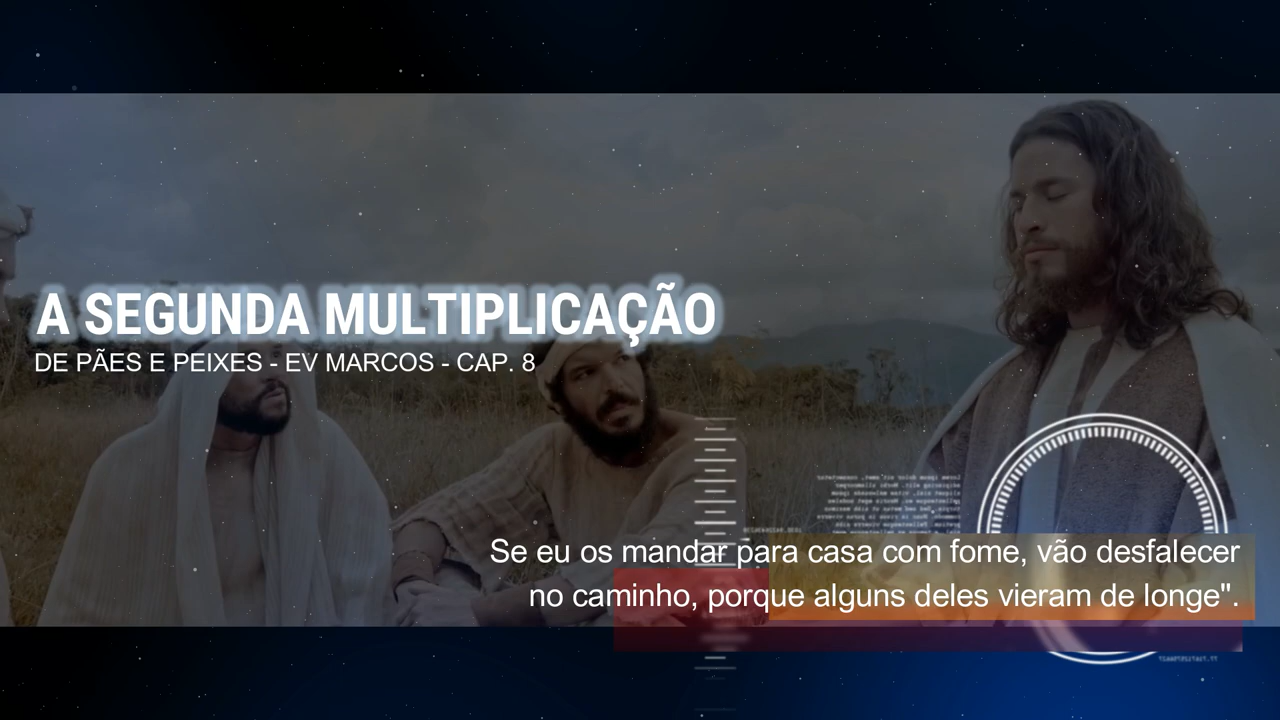 A SEGUNDA MULTIPLICAÇÃO
DE PÃES E PEIXES - EV MARCOS - CAP. 8
Se eu os mandar para casa com fome, vão desfalecer
no caminho, porque alguns deles vieram de longe".